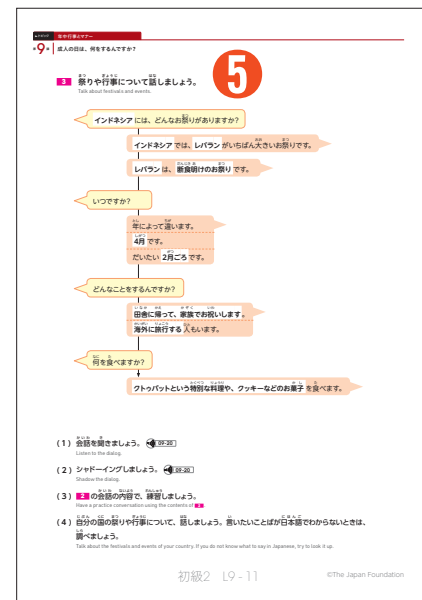 トピック 年中行事とマナー
第9課 成人の日は、何をするんですか?
5
3 祭りや行事について話しましょう。
Talk about festivals and events.
インドネシア には、どんなお祭りがありますか?
インドネシア では、レバラン がいちばん大きいお祭りです。
レバラン は、 断食明けのお祭り です。
いつですか?
年によって違います。
4月 です。
だいたい 2月ごろ です。
どんなことをするんですか?
田舎に帰って、家族でお祝いします 。
海外に旅行する 人もいます。
何を食べますか?
クトゥパットという特別な料理や、クッキーなどのお菓子 を食べます。
(1)会話を聞きましょう。 09-20
Listen to the dialog.
(2)シャドーイングしましょう。 09-20
Shadow the dialog.
(3) 2 の会話の内容で、練習しましょう。
Have a practice conversation using the contents of 2.
(4)自分の国の祭りや行事について、話しましょう。言いたいことばが日本語でわからないときは、
調べましょう。
Talk about the festivals and events of your country. If you do not know what to say in Japanese, try to look it up.
初級2 L9 - 11
©The Japan Foundation